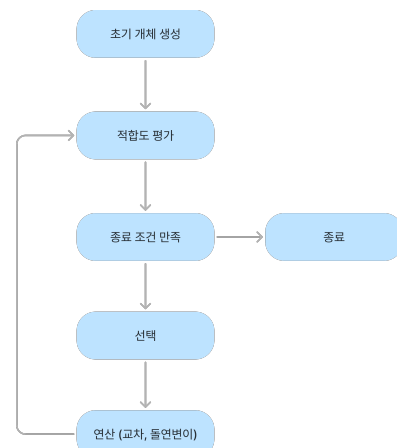 초기 개체 생성
적합도 평가
종료 조건 만족
종료
선택
연산 (교차, 돌연변이)